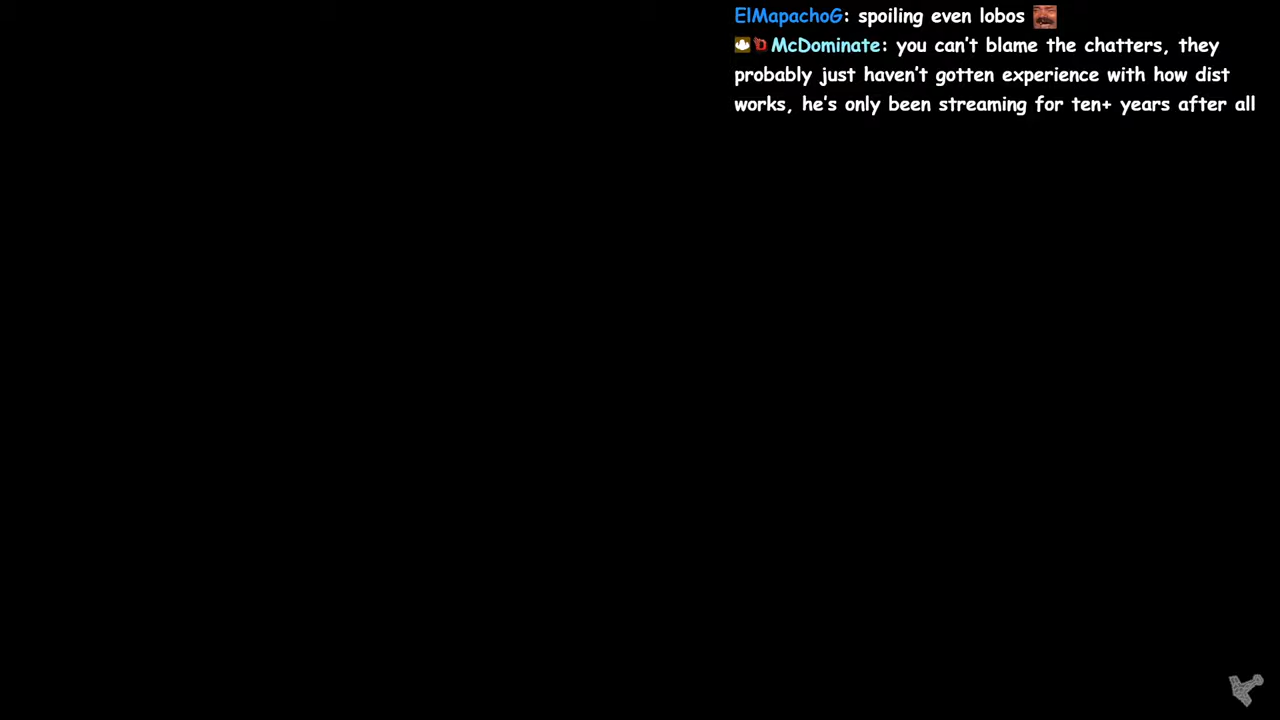 ElMapachoG: spoiling even lobos
McDominate: you can't blame the chatters, they
probably just haven't gotten experience with how dist
works, he's only been streaming for ten+ years after all